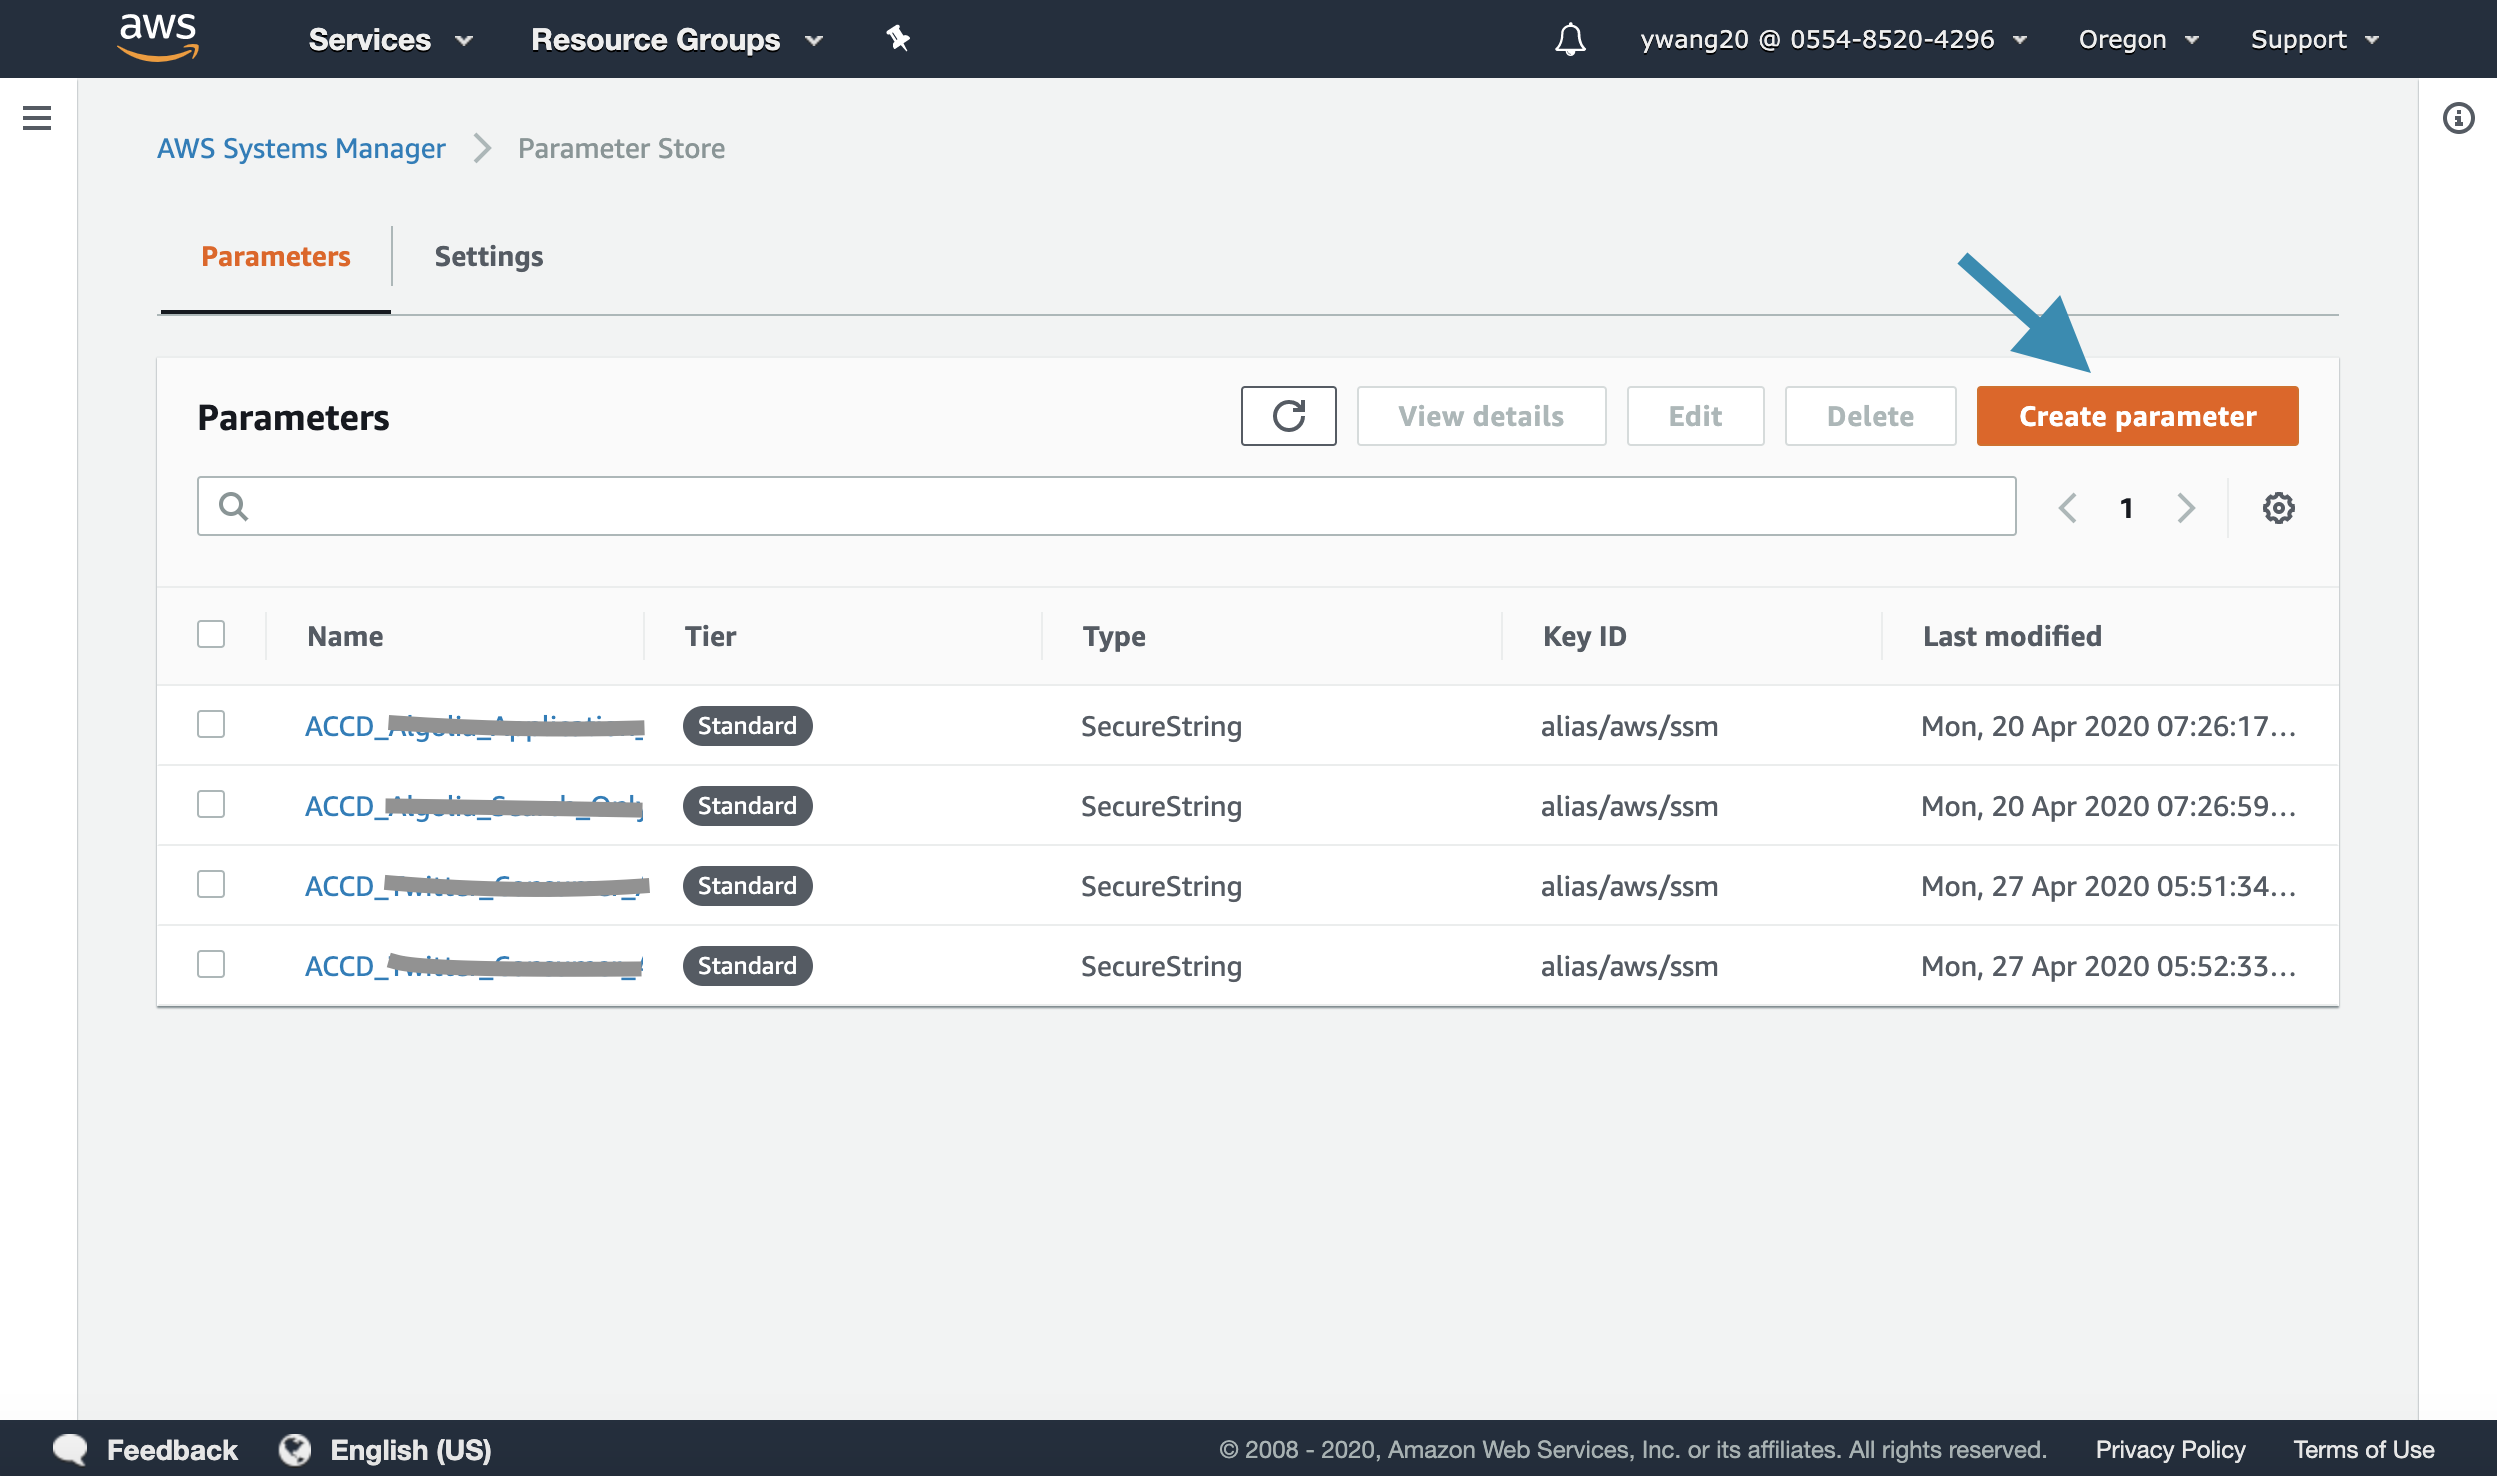 aws Services Resource Groups ywang20 @ 0554-8520-4296 Oregon Support
AWS Systems Manager Parameter Store
Parameters Settings
Parameters View details Edit Delete Create parameter
1
Name Tier Type Key ID Last modified
ACCD_ Standard SecureString alias/aws/ssm Mon, 20 Apr 2020 07:26:17...
ACCD_ Standard SecureString alias/aws/ssm Mon, 20 Apr 2020 07:26:59...
ACCD_ Standard SecureString alias/aws/ssm Mon, 27 Apr 2020 05:51:34...
ACCD_ Standard SecureString alias/aws/ssm Mon, 27 Apr 2020 05:52:33...
Feedback English (US) © 2008 - 2020, Amazon Web Services, Inc. or its affiliates. All rights reserved. Privacy Policy Terms of Use